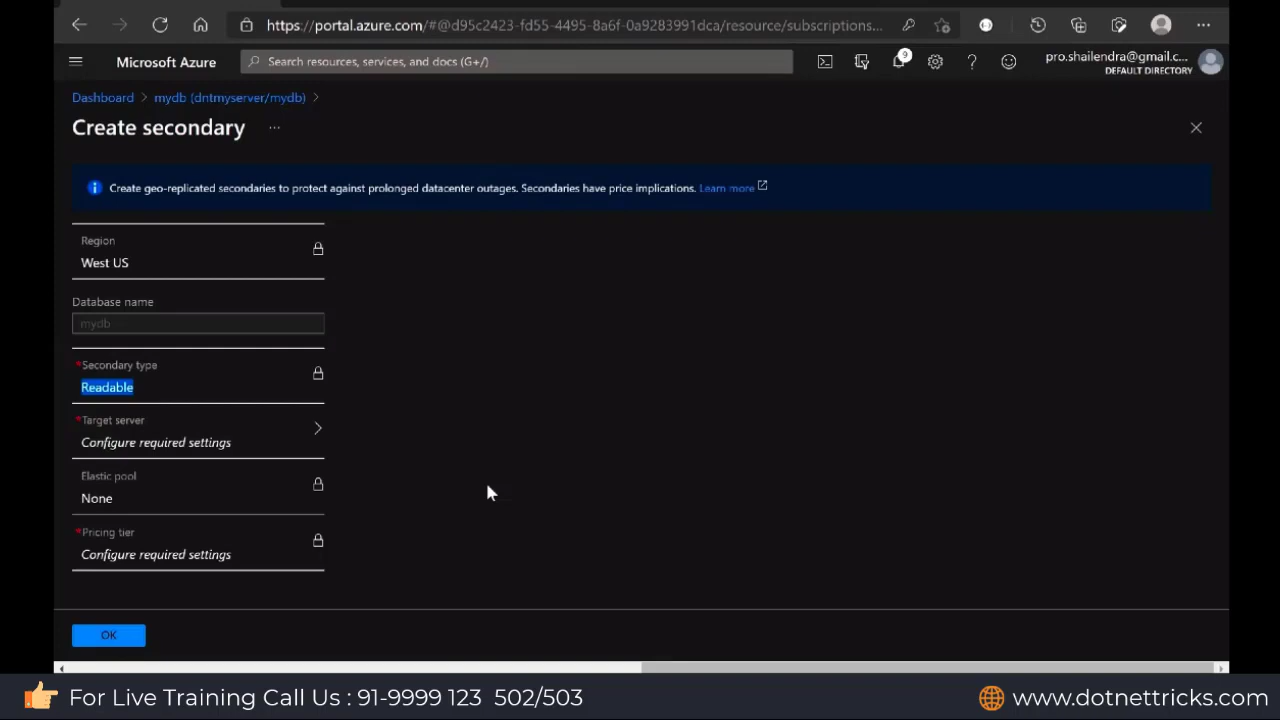 https://portal.azure.com/#@d95c2423-fd55-4495-8a6f-0a9283991dca/resource/subscriptions...
Microsoft Azure
Search resources, services, and docs (G+/)
9
pro.shailendra@gmail.c...
DEFAULT DIRECTORY
Dashboard > mydb (dntmyserver/mydb) >
Create secondary ...
Create geo-replicated secondaries to protect against prolonged datacenter outages. Secondaries have price implications. Learn more
Region
West US
Database name
mydb
*Secondary type
Readable
*Target server
Configure required settings
Elastic pool
None
*Pricing tier
Configure required settings
OK
For Live Training Call Us : 91-9999 123 502/503
www.dotnettricks.com